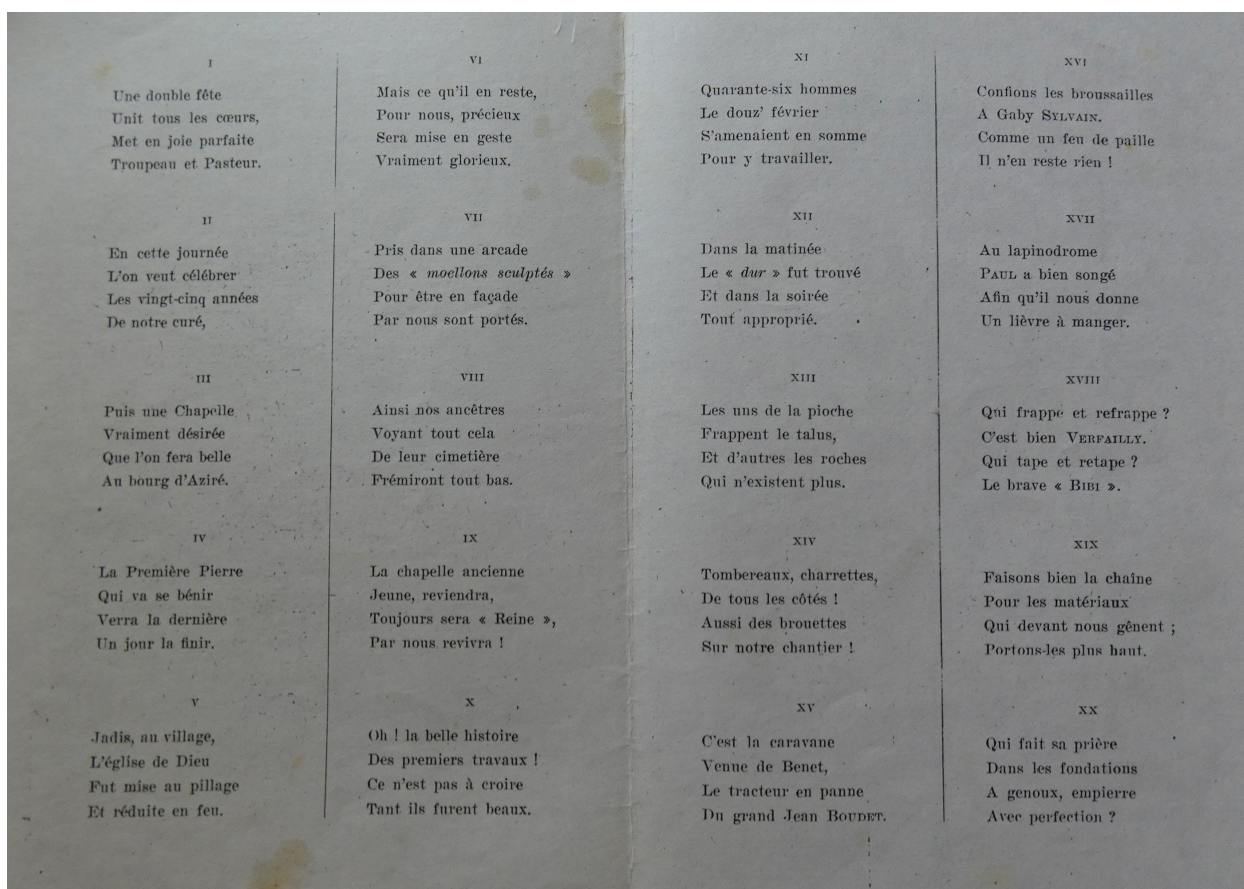 I
Une double fête
Unit tous les cœurs,
Met en joie parfaite
Troupeau et Pasteur.
II
En cette journée
L'on veut célébrer
Les vingt-cinq années
De notre curé,
III
Puis une Chapelle
Vraiment désirée
Que l'on fera belle
Au bourg d'Aziré.
IV
La Première Pierre
Qui va se bénir
Verra la dernière
Un jour la finir.
V
Jadis, au village,
L'église de Dieu
Fut mise au pillage
Et réduite en feu.
VI
Mais ce qu'il en reste,
Pour nous, précieux
Sera mise en geste
Vraiment glorieux.
VII
Pris dans une arcade
Des « moellons sculptés »
Pour être en façade
Par nous sont portés.
VIII
Ainsi nos ancêtres
Voyant tout cela
De leur cimetière
Frémiront tout bas.
IX
La chapelle ancienne
Jeune, reviendra,
Toujours sera « Reine »,
Par nous revivra !
X
Oh ! la belle histoire
Des premiers travaux !
Ce n'est pas à croire
Tant ils furent beaux.
XI
Quarante-six hommes
Le douz' février
S'amenaient en somme
Pour y travailler.
XII
Dans la matinée
Le « dur » fut trouvé
Et dans la soirée
Tout approprié.
XIII
Les uns de la pioche
Frappent le talus,
Et d'autres les roches
Qui n'existent plus.
XIV
Tombereaux, charrettes,
De tous les côtés !
Aussi des brouettes
Sur notre chantier !
XV
C'est la caravane
Venue de Benet,
Le tracteur en panne
Du grand Jean BOUDET.
XVI
Confions les broussailles
A Gaby SYLVAIN.
Comme un feu de paille
Il n'en reste rien !
XVII
Au lapinodrome
PAUL a bien songé
Afin qu'il nous donne
Un lièvre à manger.
XVIII
Qui frappe et refrappe ?
C'est bien VERFAILLY.
Qui tape et retape ?
Le brave « BIBI ».
XIX
Faisons bien la chaîne
Pour les matériaux
Qui devant nous gênent ;
Portons-les plus haut.
XX
Qui fait sa prière
Dans les fondations
A genoux, empierre
Avec perfection ?